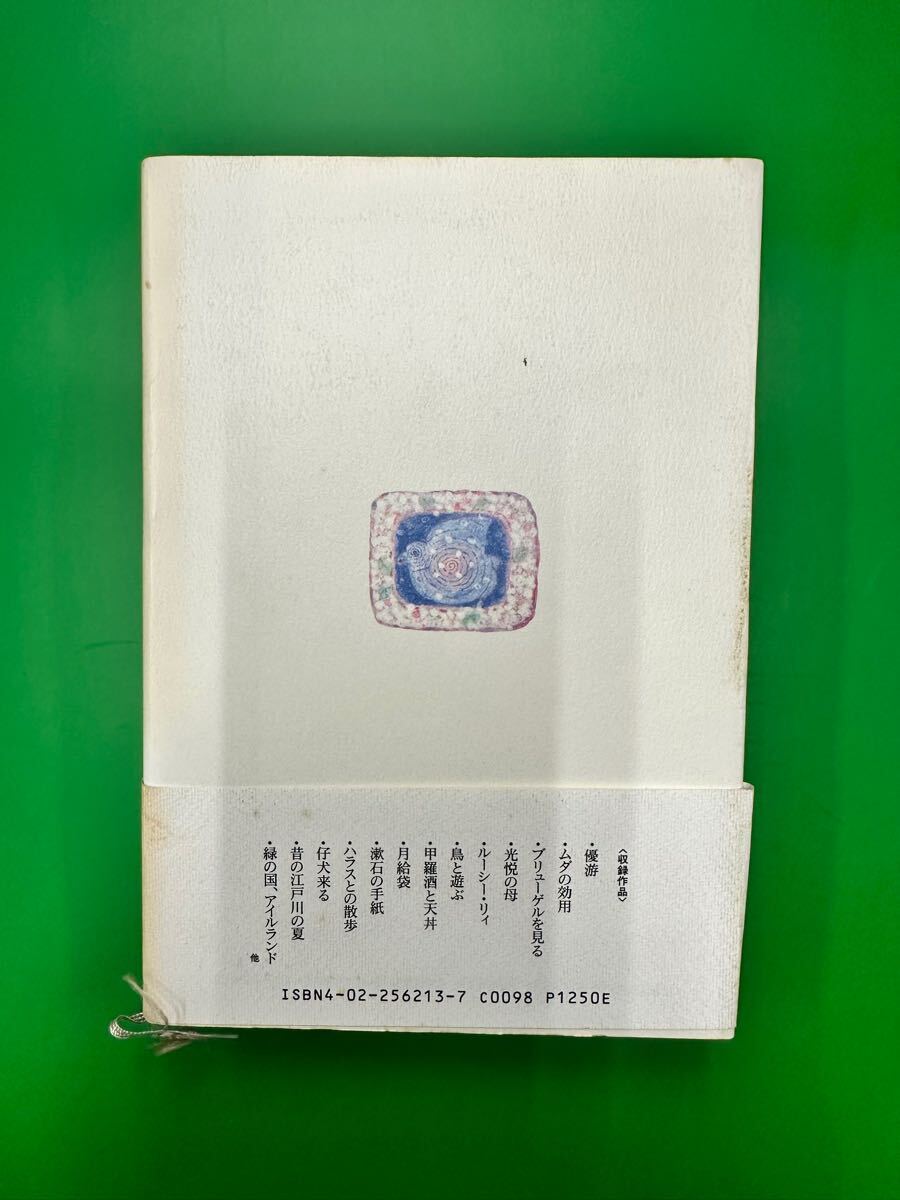 〈収録作品〉
・優游
・ムダの効用
・ブリューゲルを見る
・光悦の母
・ルーシー・リィ
・鳥と遊ぶ
・甲羅酒と天丼
・月給袋
・漱石の手紙
・ハラスとの散歩
・仔犬来る
・昔の江戸川の夏
・緑の国、アイルランド
他
ISBN4-02-256213-7 C0098 P1250E